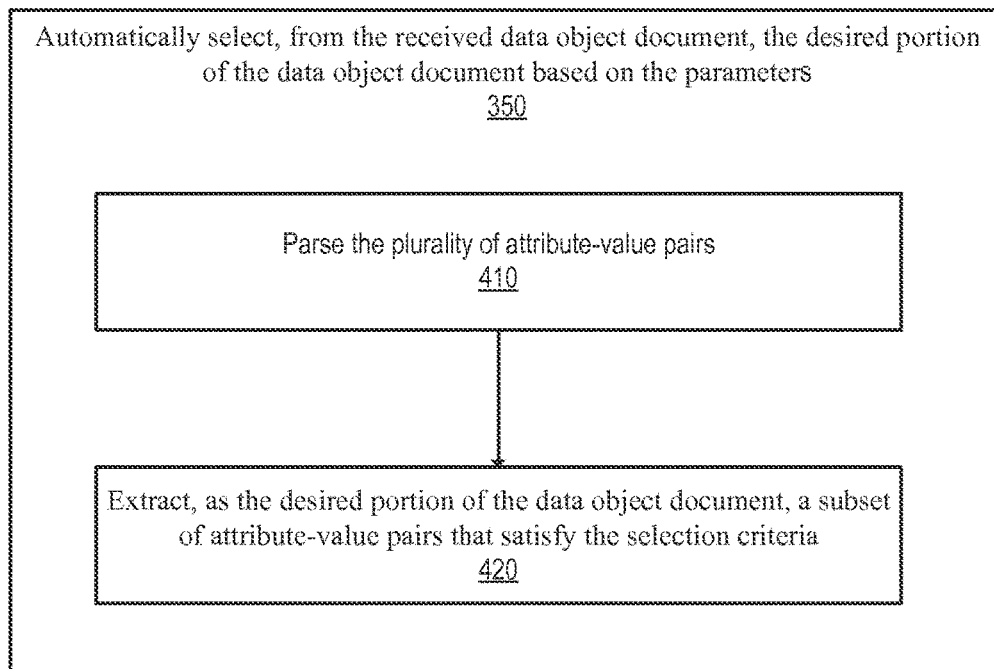 Automatically select, from the received data object document, the desired portion
of the data object document based on the parameters
350
Parse the plurality of attribute-value pairs
410
Extract, as the desired portion of the data object document, a subset
of attribute-value pairs that satisfy the selection criteria
420